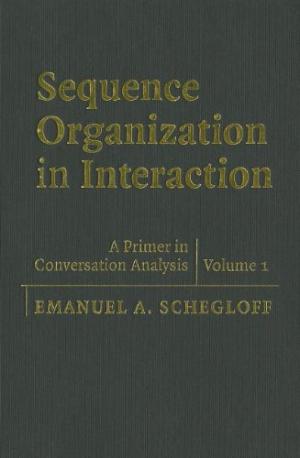 Sequence
Organization
in Interaction
A Primer in
Conversation Analysis
Volume 1
EMANUEL A. SCHEGLOFF